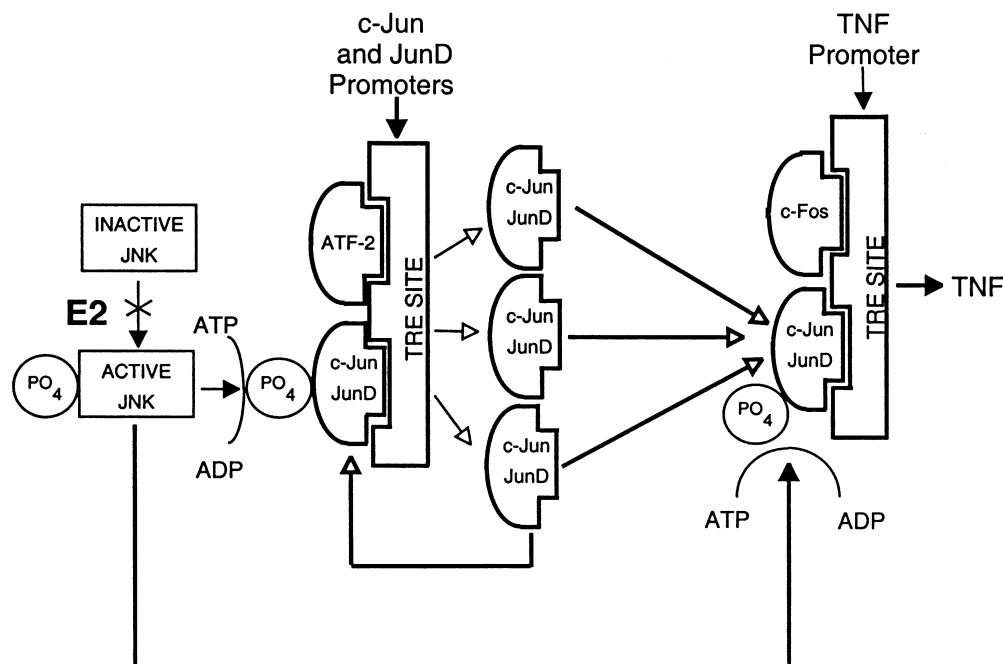 c-Jun
and JunD
Promoters
TNF
Promoter
INACTIVE
JNK
E2
ATP
PO4
ACTIVE
JNK
ADP
PO4
ATF-2
c-Jun
JunD
TRE SITE
c-Jun
JunD
c-Jun
JunD
c-Jun
JunD
c-Fos
c-Jun
JunD
PO4
TRE SITE
TNF
ATP
ADP